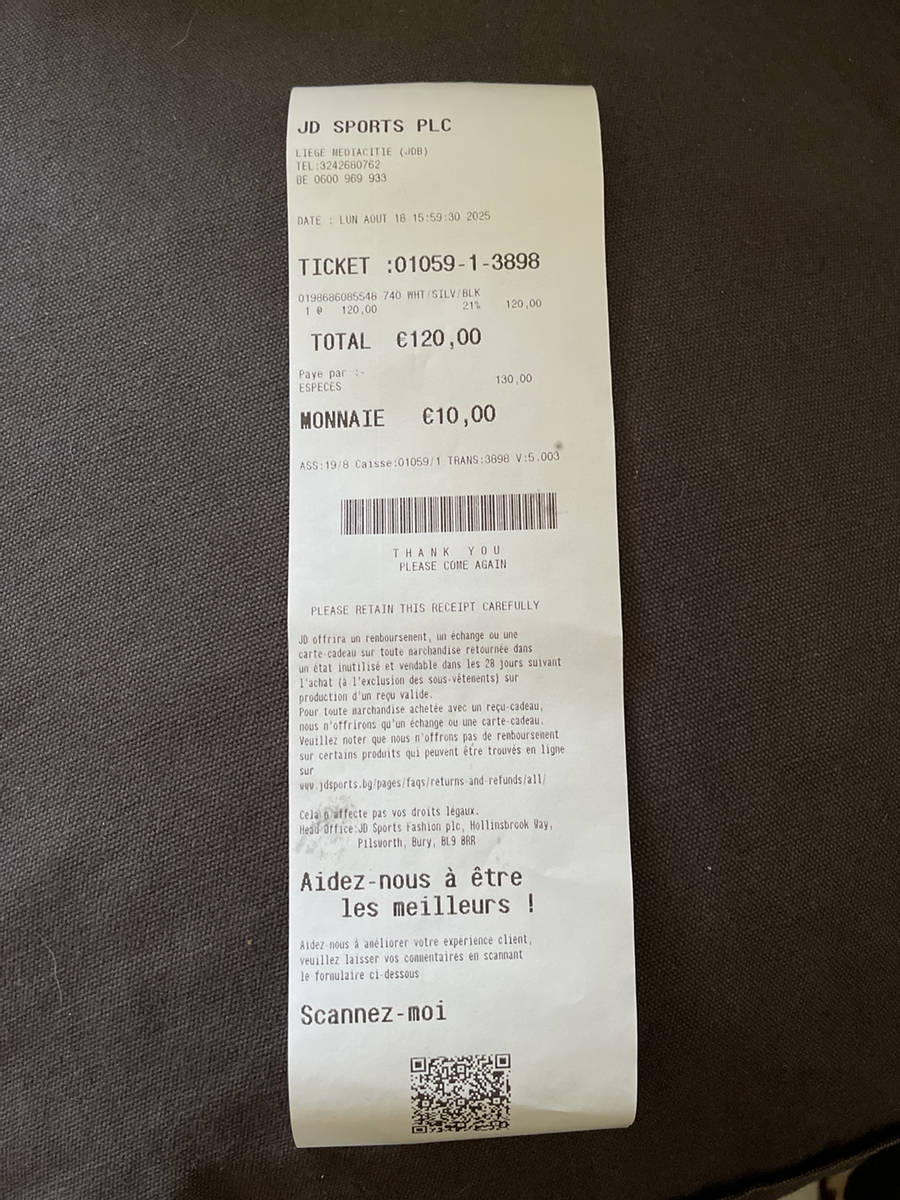 JD SPORTS PLC
LIEGE MEDIACITIE (JDB)
TEL:3242680762
BE 0600 969 933
DATE : LUN AOUT 18 15:59:30 2025
TICKET :01059-1-3898
0198686085548 740 WHT/SILV/BLK
1 @ 120,00 21% 120,00
TOTAL €120,00
Paye par :-
ESPECES 130,00
MONNAIE €10,00
ASS:19/8 Caisse:01059/1 TRANS:3898 V:5.003
THANK YOU
PLEASE COME AGAIN
PLEASE RETAIN THIS RECEIPT CAREFULLY
JD offrira un remboursement, un échange ou une
carte-cadeau sur toute marchandise retournée dans
un état inutilisé et vendable dans les 28 jours suivant
l'achat (à l'exclusion des sous-vêtements) sur
production d'un reçu valide.
Pour toute marchandise achetée avec un reçu-cadeau,
nous n'offrirons qu'un échange ou une carte-cadeau.
Veuillez noter que nous n'offrons pas de remboursement
sur certains produits qui peuvent être trouvés en ligne
sur
www.jdsports.bg/pages/faqs/returns-and-refunds/all/
Cela n'affecte pas vos droits légaux.
Head Office:JD Sports Fashion plc, Hollinsbrook Way,
Pilsworth, Bury, BL9 8RR
Aidez-nous à être
les meilleurs !
Aidez-nous à améliorer votre expérience client,
veuillez laisser vos commentaires en scannant
le formulaire ci-dessous
Scannez-moi